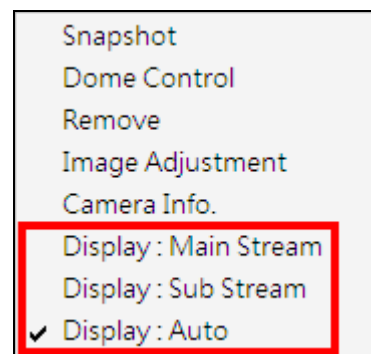 Snapshot
Dome Control
Remove
Image Adjustment
Camera Info.
Display : Main Stream
Display : Sub Stream
✓ Display : Auto